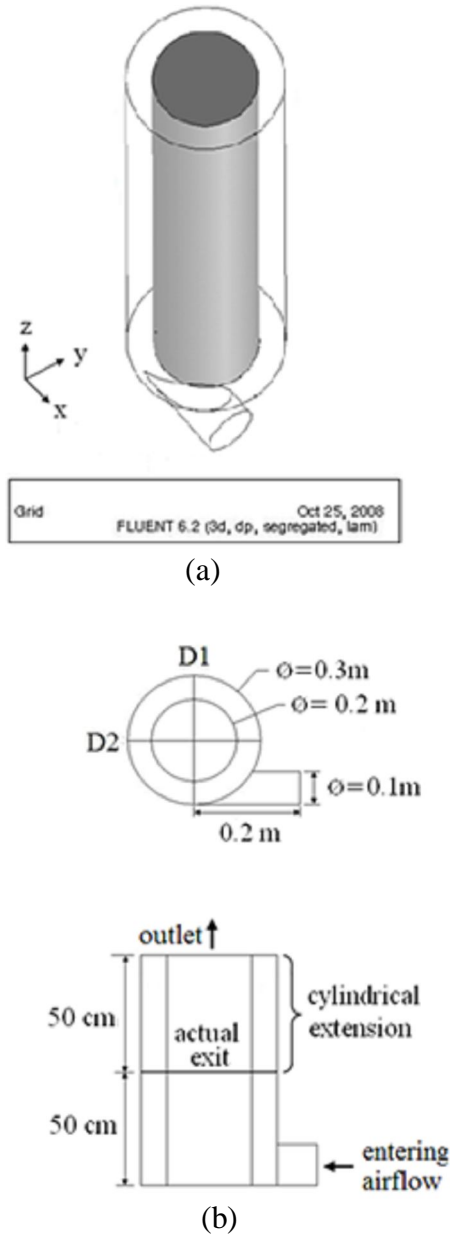 z
y
x
Grid Oct 25, 2008
FLUENT 6.2 (3d, dp, segregated, lam)
(a)
D1
ø=0.3m
ø= 0.2 m
D2
ø=0.1m
0.2 m
outlet
50 cm
cylindrical
extension
actual
exit
50 cm
entering
airflow
(b)